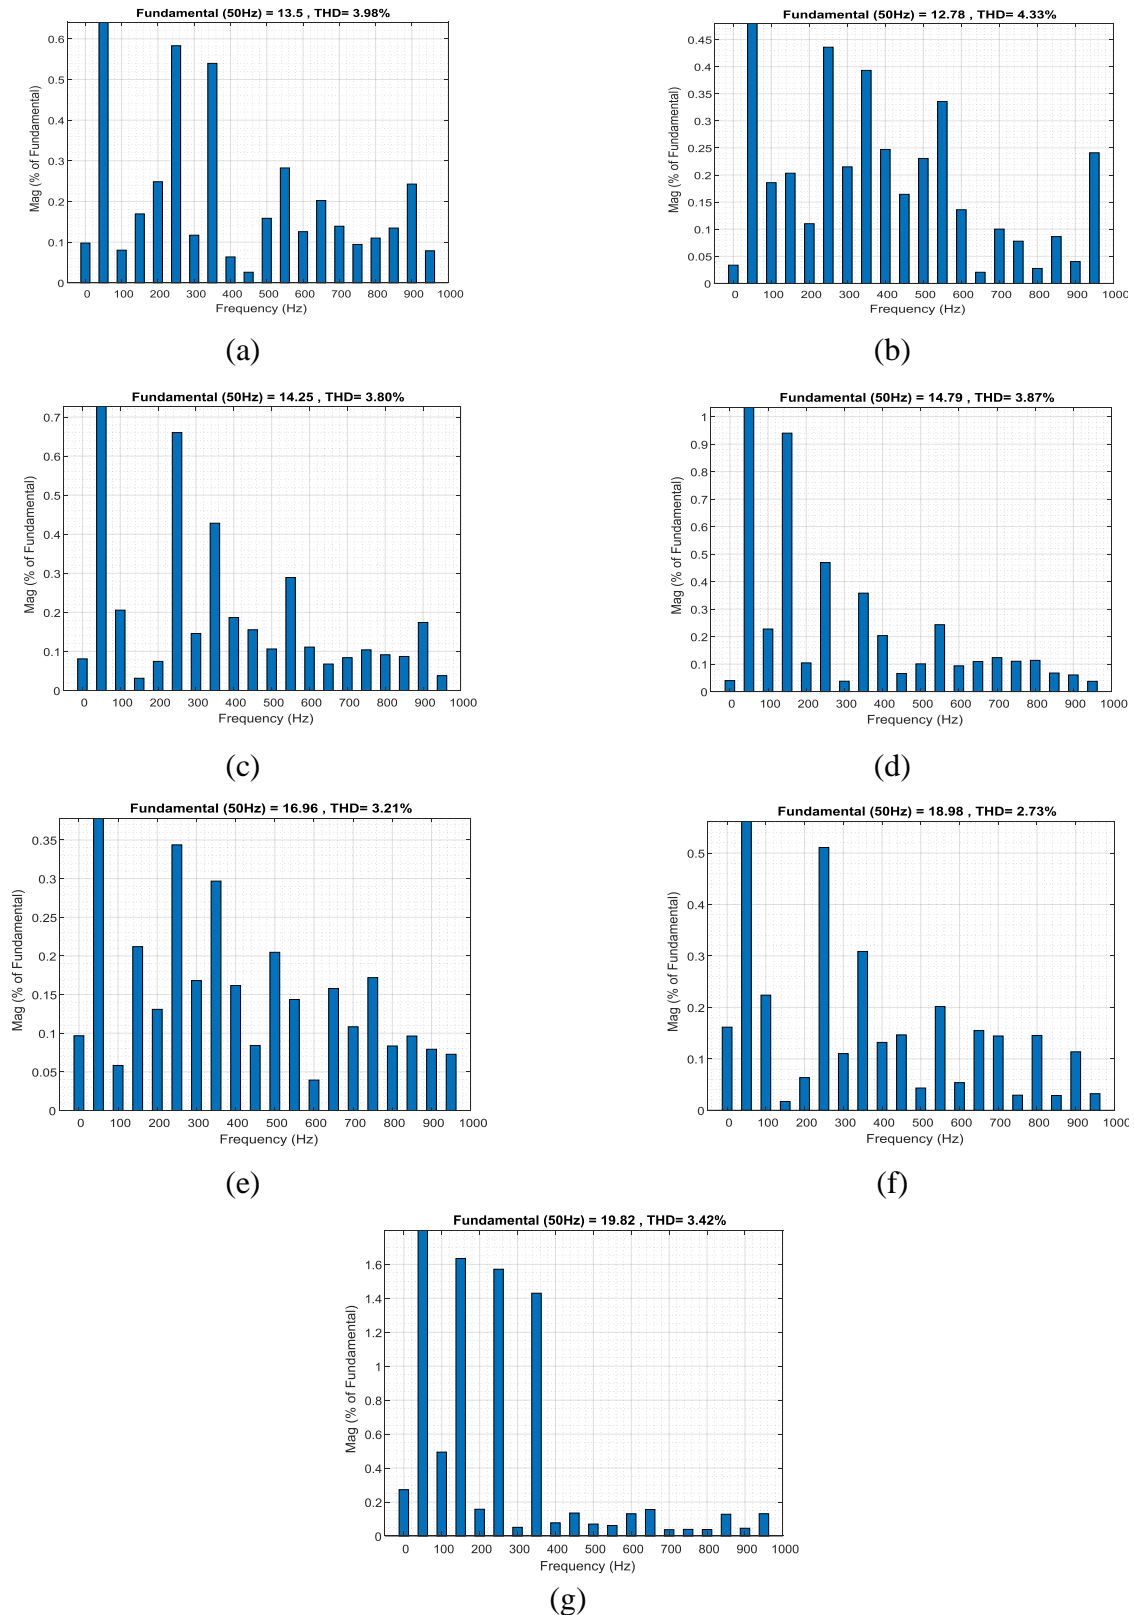 Fundamental (50Hz) = 13.5 , THD= 3.98%
0.6
0.5
0.4
0.3
0.2
0.1
0
Mag (% of Fundamental)
0 100 200 300 400 500 600 700 800 900 1000
Frequency (Hz)
(a)
Fundamental (50Hz) = 12.78 , THD= 4.33%
0.45
0.4
0.35
0.3
0.25
0.2
0.15
0.1
0.05
0
Mag (% of Fundamental)
0 100 200 300 400 500 600 700 800 900 1000
Frequency (Hz)
(b)
Fundamental (50Hz) = 14.25 , THD= 3.80%
0.7
0.6
0.5
0.4
0.3
0.2
0.1
0
Mag (% of Fundamental)
0 100 200 300 400 500 600 700 800 900 1000
Frequency (Hz)
(c)
Fundamental (50Hz) = 14.79 , THD= 3.87%
1
0.9
0.8
0.7
0.6
0.5
0.4
0.3
0.2
0.1
0
Mag (% of Fundamental)
0 100 200 300 400 500 600 700 800 900 1000
Frequency (Hz)
(d)
Fundamental (50Hz) = 16.96 , THD= 3.21%
0.35
0.3
0.25
0.2
0.15
0.1
0.05
0
Mag (% of Fundamental)
0 100 200 300 400 500 600 700 800 900 1000
Frequency (Hz)
(e)
Fundamental (50Hz) = 18.98 , THD= 2.73%
0.5
0.4
0.3
0.2
0.1
0
Mag (% of Fundamental)
0 100 200 300 400 500 600 700 800 900 1000
Frequency (Hz)
(f)
Fundamental (50Hz) = 19.82 , THD= 3.42%
1.6
1.4
1.2
1
0.8
0.6
0.4
0.2
0
Mag (% of Fundamental)
0 100 200 300 400 500 600 700 800 900 1000
Frequency (Hz)
(g)